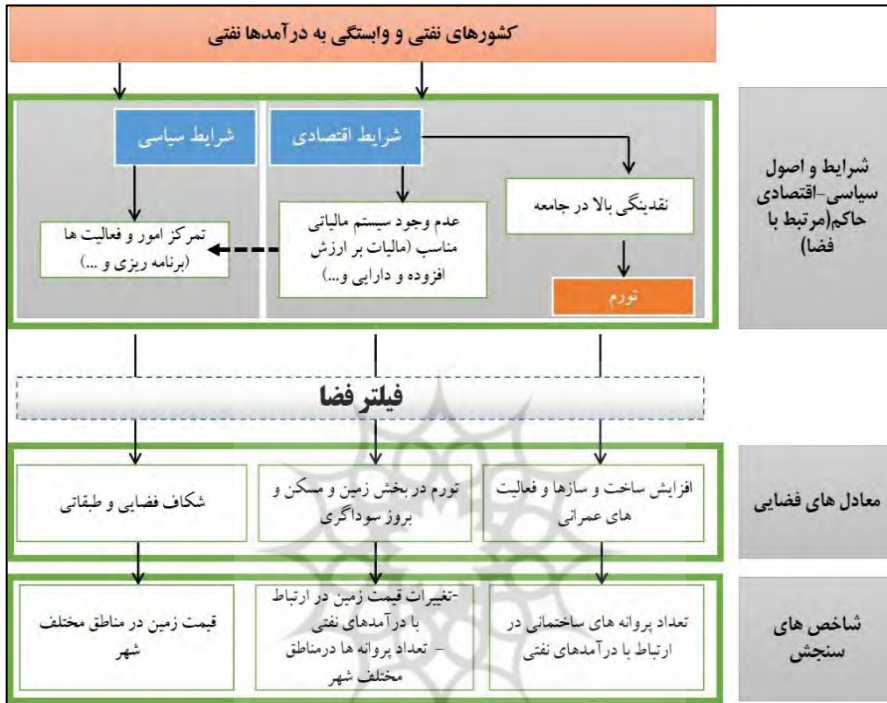 کشورهای نفتی و وابستگی به درآمدها نفتی
شرایط و اصول
سیاسی-اقتصادی
حاکم(مرتبط با
فضا)
شرایط اقتصادی
شرایط سیاسی
نقدینگی بالا در جامعه
تورم
عدم وجود سیستم مالیاتی
مناسب (مالیات بر ارزش
افزوده و دارایی و...)
تمرکز امور و فعالیت ها
(برنامه ریزی و ...)
فیلتر فضا
معادل های فضایی
افزایش ساخت و سازها و فعالیت
های عمرانی
تورم در بخش زمین و مسکن و
بروز سوداگری
شکاف فضایی و طبقاتی
شاخص های
سنجش
تعداد پروانه های ساختمانی در
ارتباط با درآمدهای نفتی
-تغییرات قیمت زمین در ارتباط
با درآمدهای نفتی
- تعداد پروانه ها درمناطق
مختلف شهر
قیمت زمین در مناطق مختلف
شهر